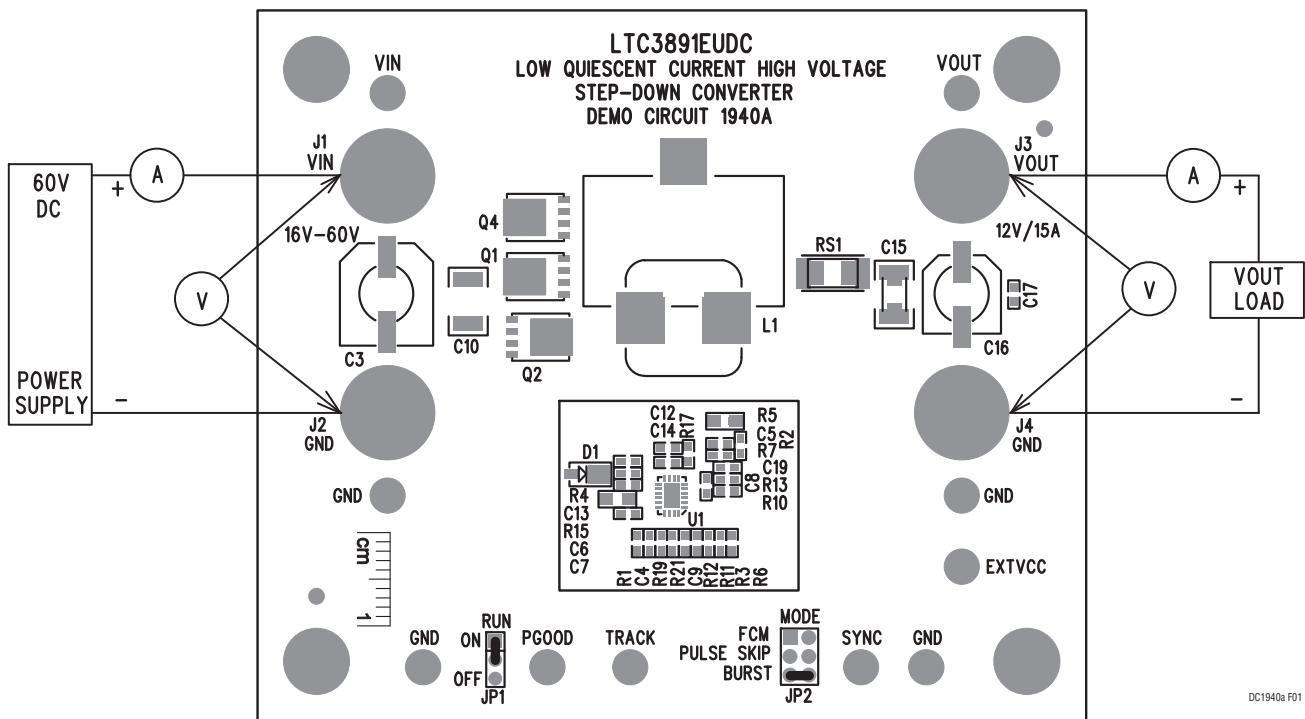 LTC3891EUDC
LOW QUIESCENT CURRENT HIGH VOLTAGE
STEP-DOWN CONVERTER
DEMO CIRCUIT 1940A
VIN
VOUT
J1
VIN
J3
VOUT
60V
DC
+
A
A
+
16V-60V
12V/15A
Q4
Q1
Q2
RS1
C15
C17
V
V
VOUT
LOAD
L1
C3
C10
C16
POWER
SUPPLY
-
-
J2
GND
J4
GND
C12
C14
R17
R5
C5
R7
R2
C19
R13
R10
C8
D1
R4
C13
R15
C6
C7
U1
R1
C4
R19
R21
C9
R12
R11
R3
R6
GND
GND
EXTVCC
cm
1
GND
RUN
ON
OFF
JP1
PGOOD
TRACK
MODE
FCM
PULSE SKIP
BURST
JP2
SYNC
GND
DC1940a F01